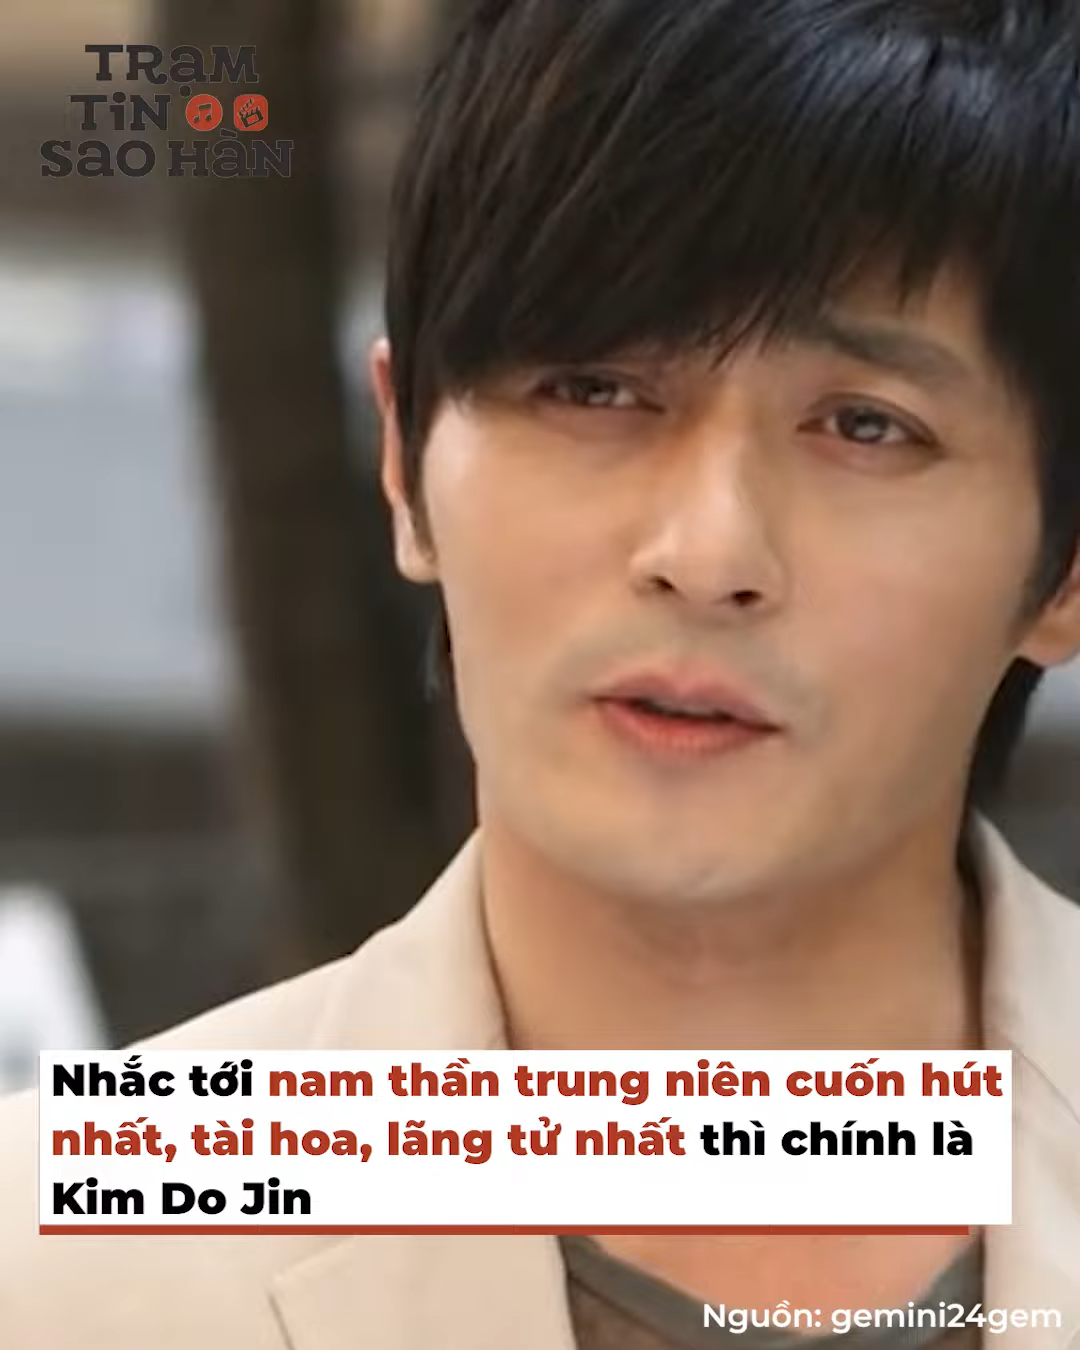 TRẠM
TIN
SAO HÀN
Nhắc tới nam thần trung niên cuốn hút
nhất, tài hoa, lãng tử nhất thì chính là
Kim Do Jin
Nguồn: gemini24gem